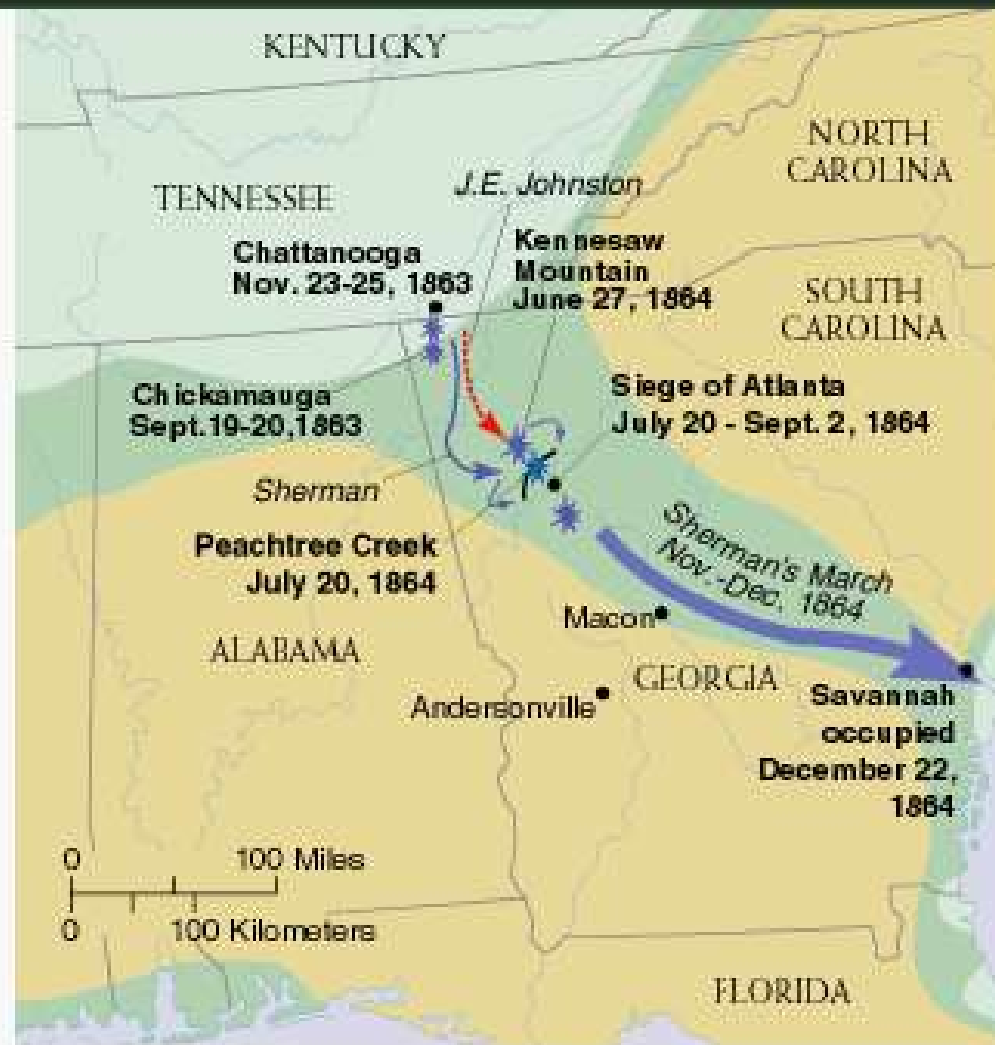 KENTUCKY
NORTH
CAROLINA
TENNESSEE
J.E. Johnston
Chattanooga
Nov. 23-25, 1863
Kennesaw
Mountain
June 27, 1864
SOUTH
CAROLINA
Chickamauga
Sept.19-20,1863
Siege of Atlanta
July 20 - Sept. 2, 1864
Sherman
Peachtree Creek
July 20, 1864
Sherman's March
Nov.-Dec. 1864
Macon
ALABAMA
GEORGIA
Andersonville
Savannah
occupied
December 22,
1864
0 100 Miles
0 100 Kilometers
FLORIDA